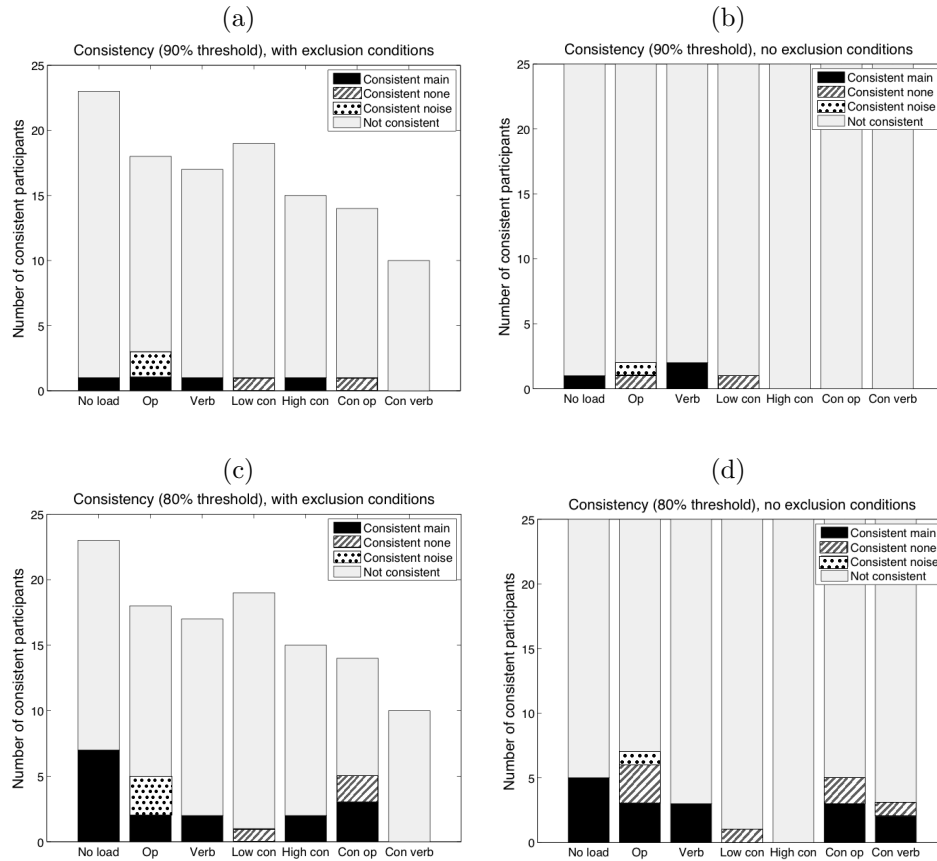 (a)
Consistency (90% threshold), with exclusion conditions
Number of consistent participants
25
20
15
10
5
0
Consistent main
Consistent none
Consistent noise
Not consistent
No load Op Verb Low con High con Con op Con verb
(b)
Consistency (90% threshold), no exclusion conditions
Number of consistent participants
25
20
15
10
5
0
Consistent main
Consistent none
Consistent noise
Not consistent
No load Op Verb Low con High con Con op Con verb
(c)
Consistency (80% threshold), with exclusion conditions
Number of consistent participants
25
20
15
10
5
0
Consistent main
Consistent none
Consistent noise
Not consistent
No load Op Verb Low con High con Con op Con verb
(d)
Consistency (80% threshold), no exclusion conditions
Number of consistent participants
25
20
15
10
5
0
Consistent main
Consistent none
Consistent noise
Not consistent
No load Op Verb Low con High con Con op Con verb